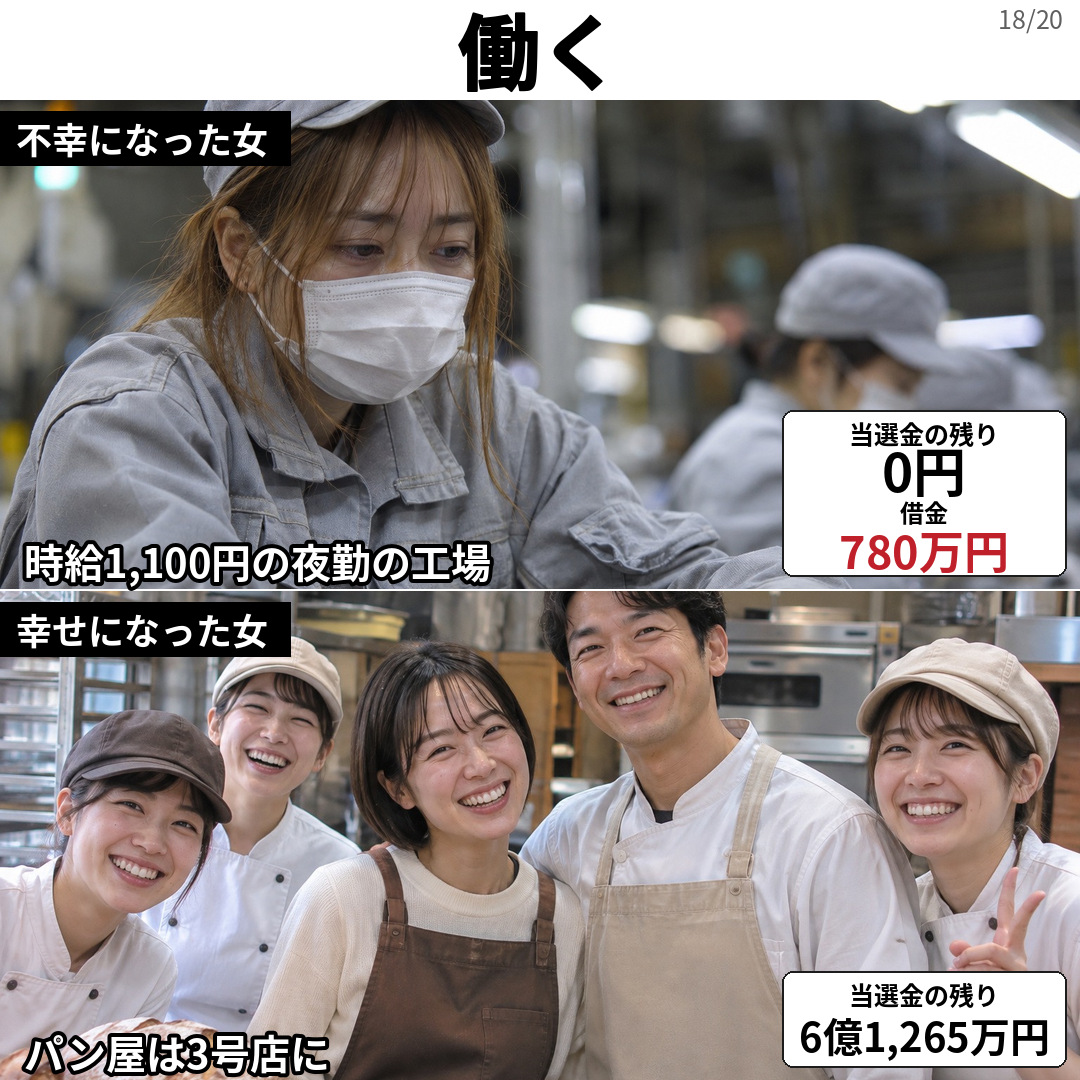 働く
18/20
不幸になった女
当選金の残り
0円
借金
780万円
時給1,100円の夜勤の工場
幸せになった女
当選金の残り
6億1,265万円
パン屋は3号店に